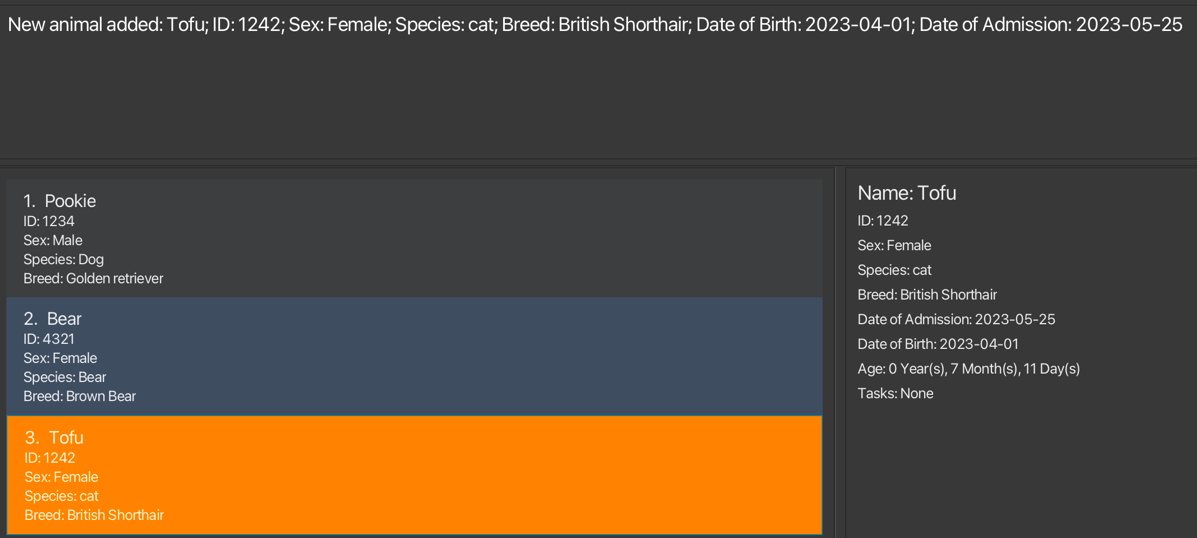 New animal added: Tofu; ID: 1242; Sex: Female; Species: cat; Breed: British Shorthair; Date of Birth: 2023-04-01; Date of Admission: 2023-05-25
1. Pookie
ID: 1234
Sex: Male
Species: Dog
Breed: Golden retriever
2. Bear
ID: 4321
Sex: Female
Species: Bear
Breed: Brown Bear
3. Tofu
ID: 1242
Sex: Female
Species: cat
Breed: British Shorthair
Name: Tofu
ID: 1242
Sex: Female
Species: cat
Breed: British Shorthair
Date of Admission: 2023-05-25
Date of Birth: 2023-04-01
Age: 0 Year(s), 7 Month(s), 11 Day(s)
Tasks: None